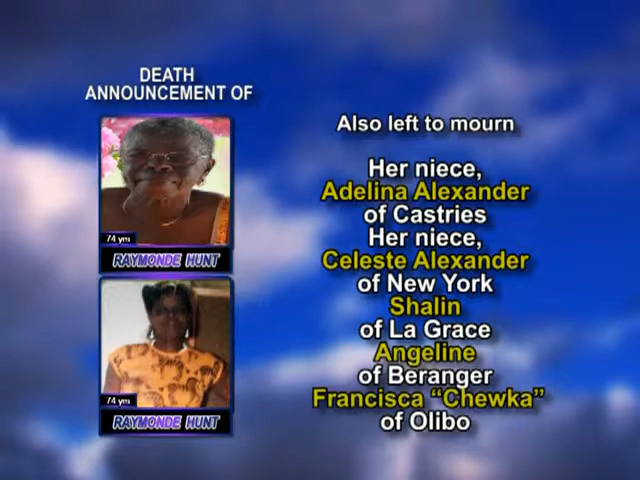 DEATH
ANNOUNCEMENT OF
74 yrs
RAYMONDE HUNT
74 yrs
RAYMONDE HUNT
Also left to mourn
Her niece,
Adelina Alexander
of Castries
Her niece,
Celeste Alexander
of New York
Shalin
of La Grace
Angeline
of Beranger
Francisca “Chewka”
of Olibo